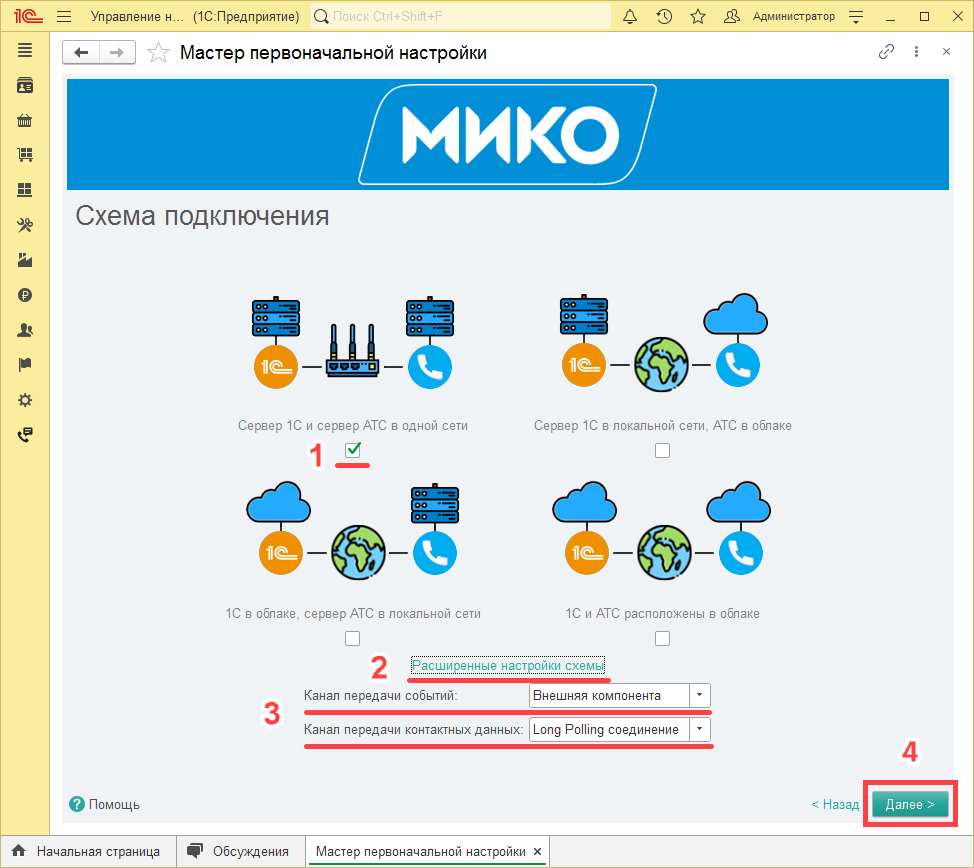 1С Управление н... (1С:Предприятие) Поиск Ctrl+Shift+F Администратор
Мастер первоначальной настройки
МИКО
Схема подключения
1С
1С
Сервер 1С и сервер АТС в одной сети
Сервер 1С в локальной сети, АТС в облаке
1
1С
1С
1С в облаке, сервер АТС в локальной сети
1С и АТС расположены в облаке
2 Расширенные настройки схемы
3
Канал передачи событий: Внешняя компонента
Канал передачи контактных данных: Long Polling соединение
4
? Помощь
< Назад Далее >
Начальная страница Обсуждения Мастер первоначальной настройки ×